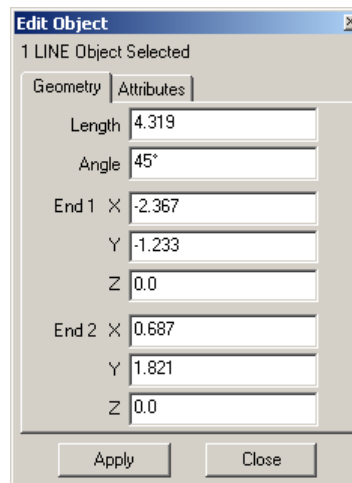 Edit Object
1 LINE Object Selected
Geometry Attributes
Length 4.319
Angle 45°
End 1 X -2.367
Y -1.233
Z 0.0
End 2 X 0.687
Y 1.821
Z 0.0
Apply Close